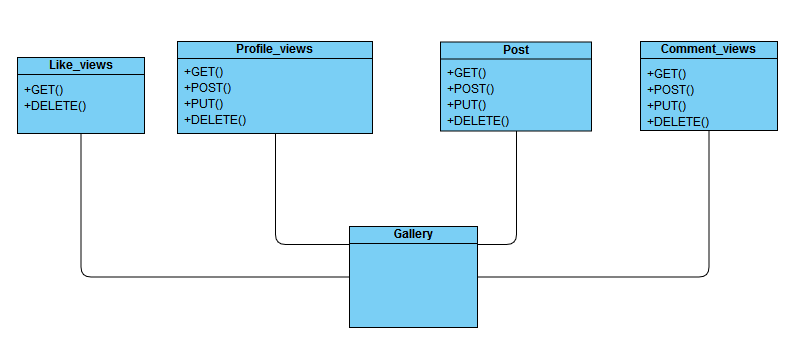 Like_views
+GET()
+DELETE()
Profile_views
+GET()
+POST()
+PUT()
+DELETE()
Post
+GET()
+POST()
+PUT()
+DELETE()
Comment_views
+GET()
+POST()
+PUT()
+DELETE()
Gallery